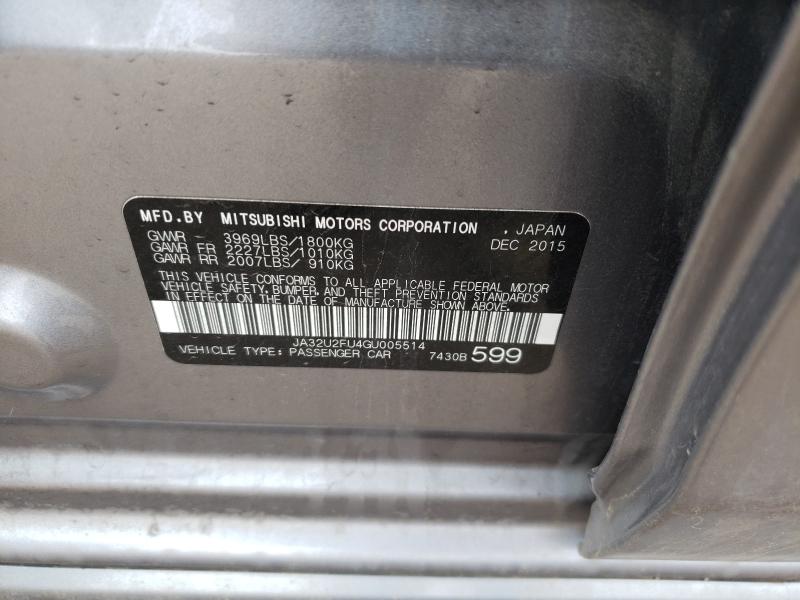 MFD.BY MITSUBISHI MOTORS CORPORATION , JAPAN
GVWR - 3969LBS/1800KG DEC 2015
GAWR FR 2227LBS/1010KG
GAWR RR 2007LBS/ 910KG
THIS VEHICLE CONFORMS TO ALL APPLICABLE FEDERAL MOTOR
VEHICLE SAFETY, BUMPER, AND THEFT PREVENTION STANDARDS
IN EFFECT ON THE DATE OF MANUFACTURE SHOWN ABOVE.
JA32U2FU4GU005514
VEHICLE TYPE: PASSENGER CAR 7430B 599